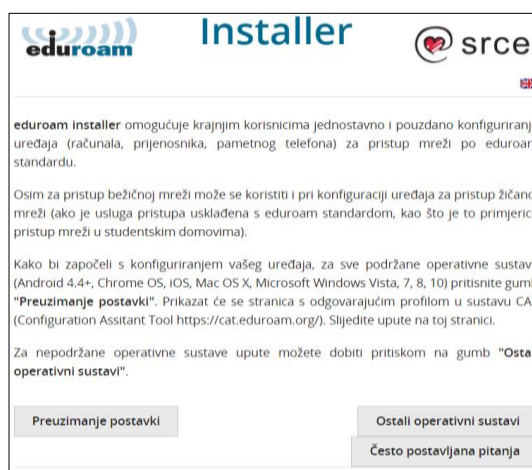 eduroam
Installer
srce
eduroam installer omogućuje krajnjim korisnicima jednostavno i pouzdano konfiguriranj
uređaja (računala, prijenosnika, pametnog telefona) za pristup mreži po eduroar
standardu.
Osim za pristup bežičnoj mreži može se koristiti i pri konfiguraciji uređaja za pristup žičano
mreži (ako je usluga pristupa usklađena s eduroam standardom, kao što je to primjeric
pristup mreži u studentskim domovima).
Kako bi započeli s konfiguriranjem vašeg uređaja, za sve podržane operativne sustav
(Android 4.4+, Chrome OS, iOS, Mac OS X, Microsoft Windows Vista, 7, 8, 10) pritisnite gumb
"Preuzimanje postavki". Prikazat će se stranica s odgovarajućim profilom u sustavu CA
(Configuration Assitant Tool https://cat.eduroam.org/). Slijedite upute na toj stranici.
Za nepodržane operativne sustave upute možete dobiti pritiskom na gumb "Osta
operativni sustavi".
Preuzimanje postavki
Ostali operativni sustavi
Često postavljana pitanja